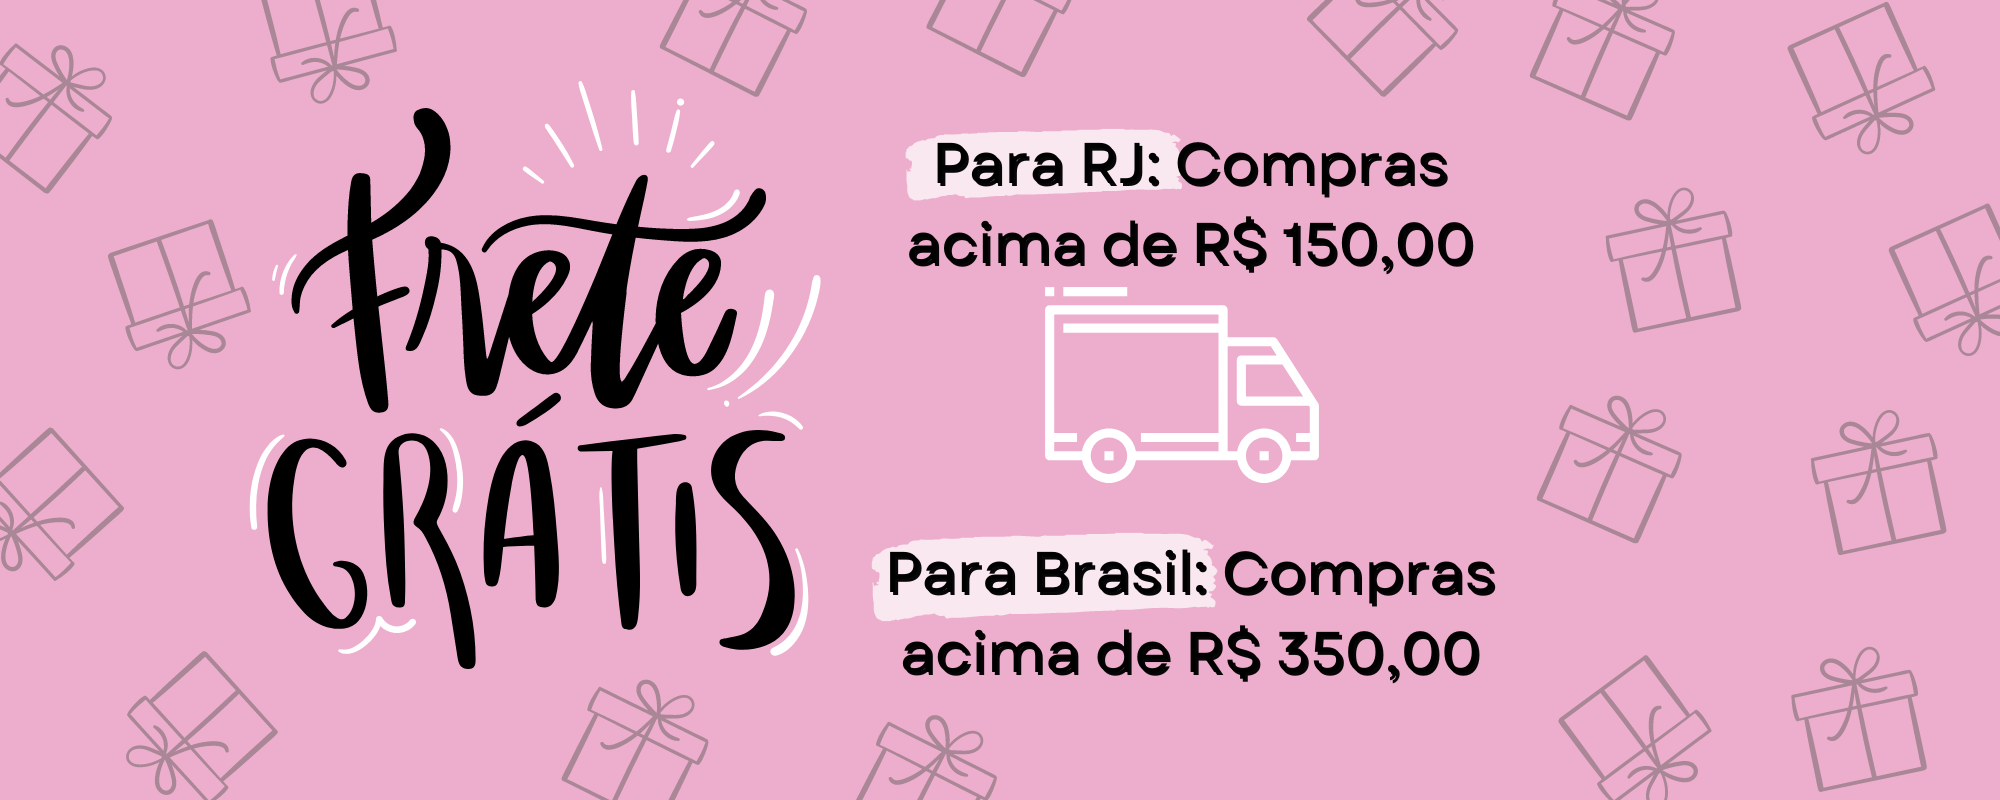 Frete
GRÁTIS
Para RJ: Compras
acima de R$ 150,00
Para Brasil: Compras
acima de R$ 350,00